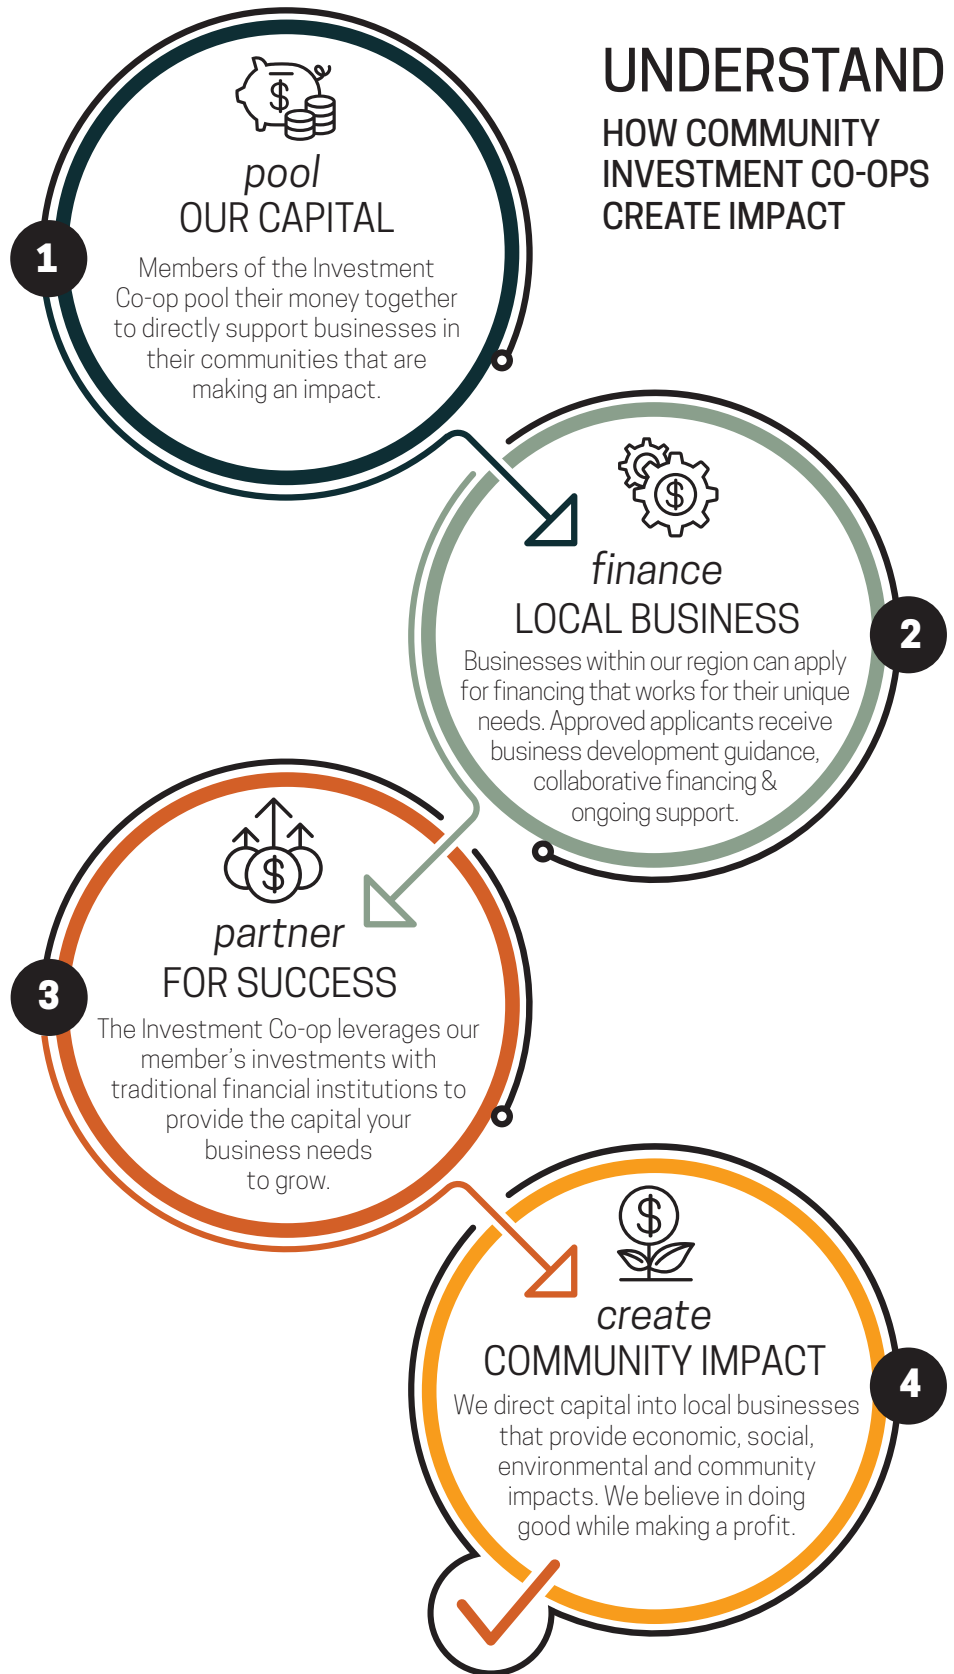 UNDERSTAND
HOW COMMUNITY
INVESTMENT CO-OPS
CREATE IMPACT
$
pool
OUR CAPITAL
1
Members of the Investment
Co-op pool their money together
to directly support businesses in
their communities that are
making an impact.
$
finance
LOCAL BUSINESS
2
Businesses within our region can apply
for financing that works for their unique
needs. Approved applicants receive
business development guidance,
collaborative financing &
ongoing support.
$
partner
FOR SUCCESS
3
The Investment Co-op leverages our
member's investments with
traditional financial institutions to
provide the capital your
business needs
to grow.
$
create
COMMUNITY IMPACT
4
We direct capital into local businesses
that provide economic, social,
environmental and community
impacts. We believe in doing
good while making a profit.